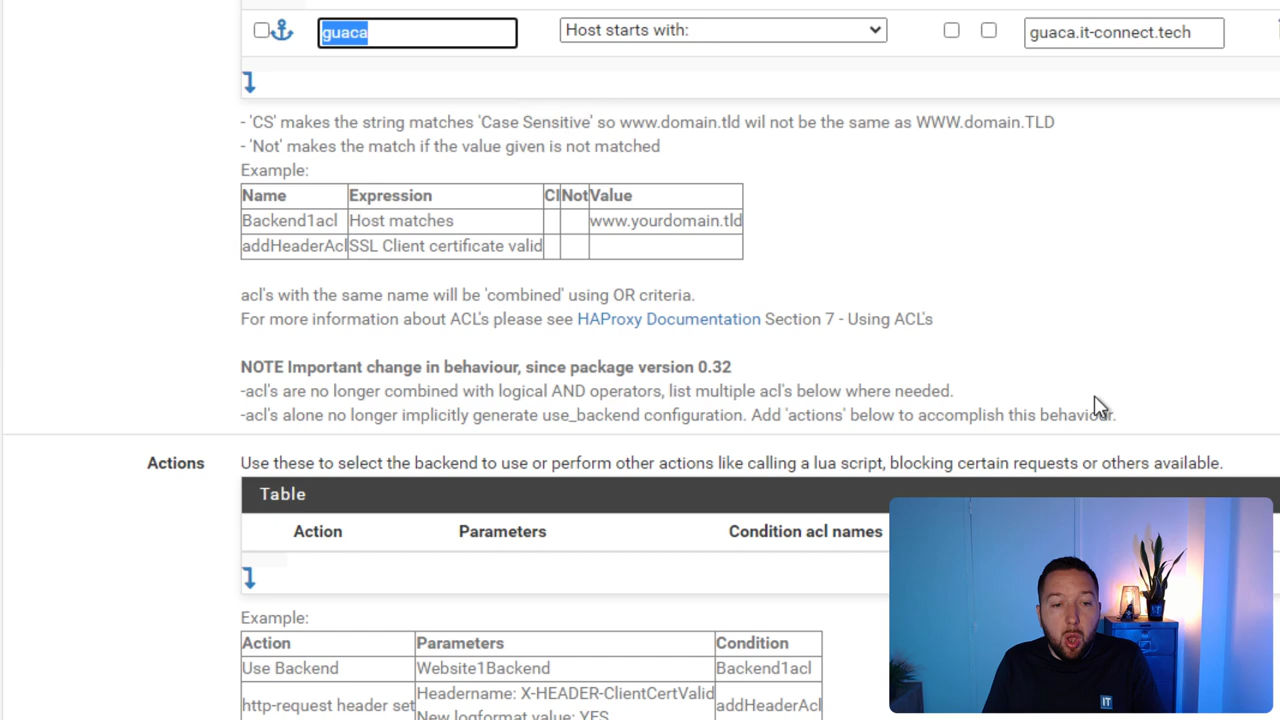 guaca Host starts with: guaca.it-connect.tech
- 'CS' makes the string matches 'Case Sensitive' so www.domain.tld wil not be the same as WWW.domain.TLD
- 'Not' makes the match if the value given is not matched
Example:
Name Expression CI Not Value
Backend1acl Host matches www.yourdomain.tld
addHeaderAcl SSL Client certificate valid
acl's with the same name will be 'combined' using OR criteria.
For more information about ACL's please see HAProxy Documentation Section 7 - Using ACL's
NOTE Important change in behaviour, since package version 0.32
-acl's are no longer combined with logical AND operators, list multiple acl's below where needed.
-acl's alone no longer implicitly generate use_backend configuration. Add 'actions' below to accomplish this behaviour.
Actions Use these to select the backend to use or perform other actions like calling a lua script, blocking certain requests or others available.
Table
Action Parameters Condition acl names
Example:
Action Parameters Condition
Use Backend Website1Backend Backend1acl
http-request header set Headername: X-HEADER-ClientCertValid addHeaderAcl
New logformat value: YES
IT